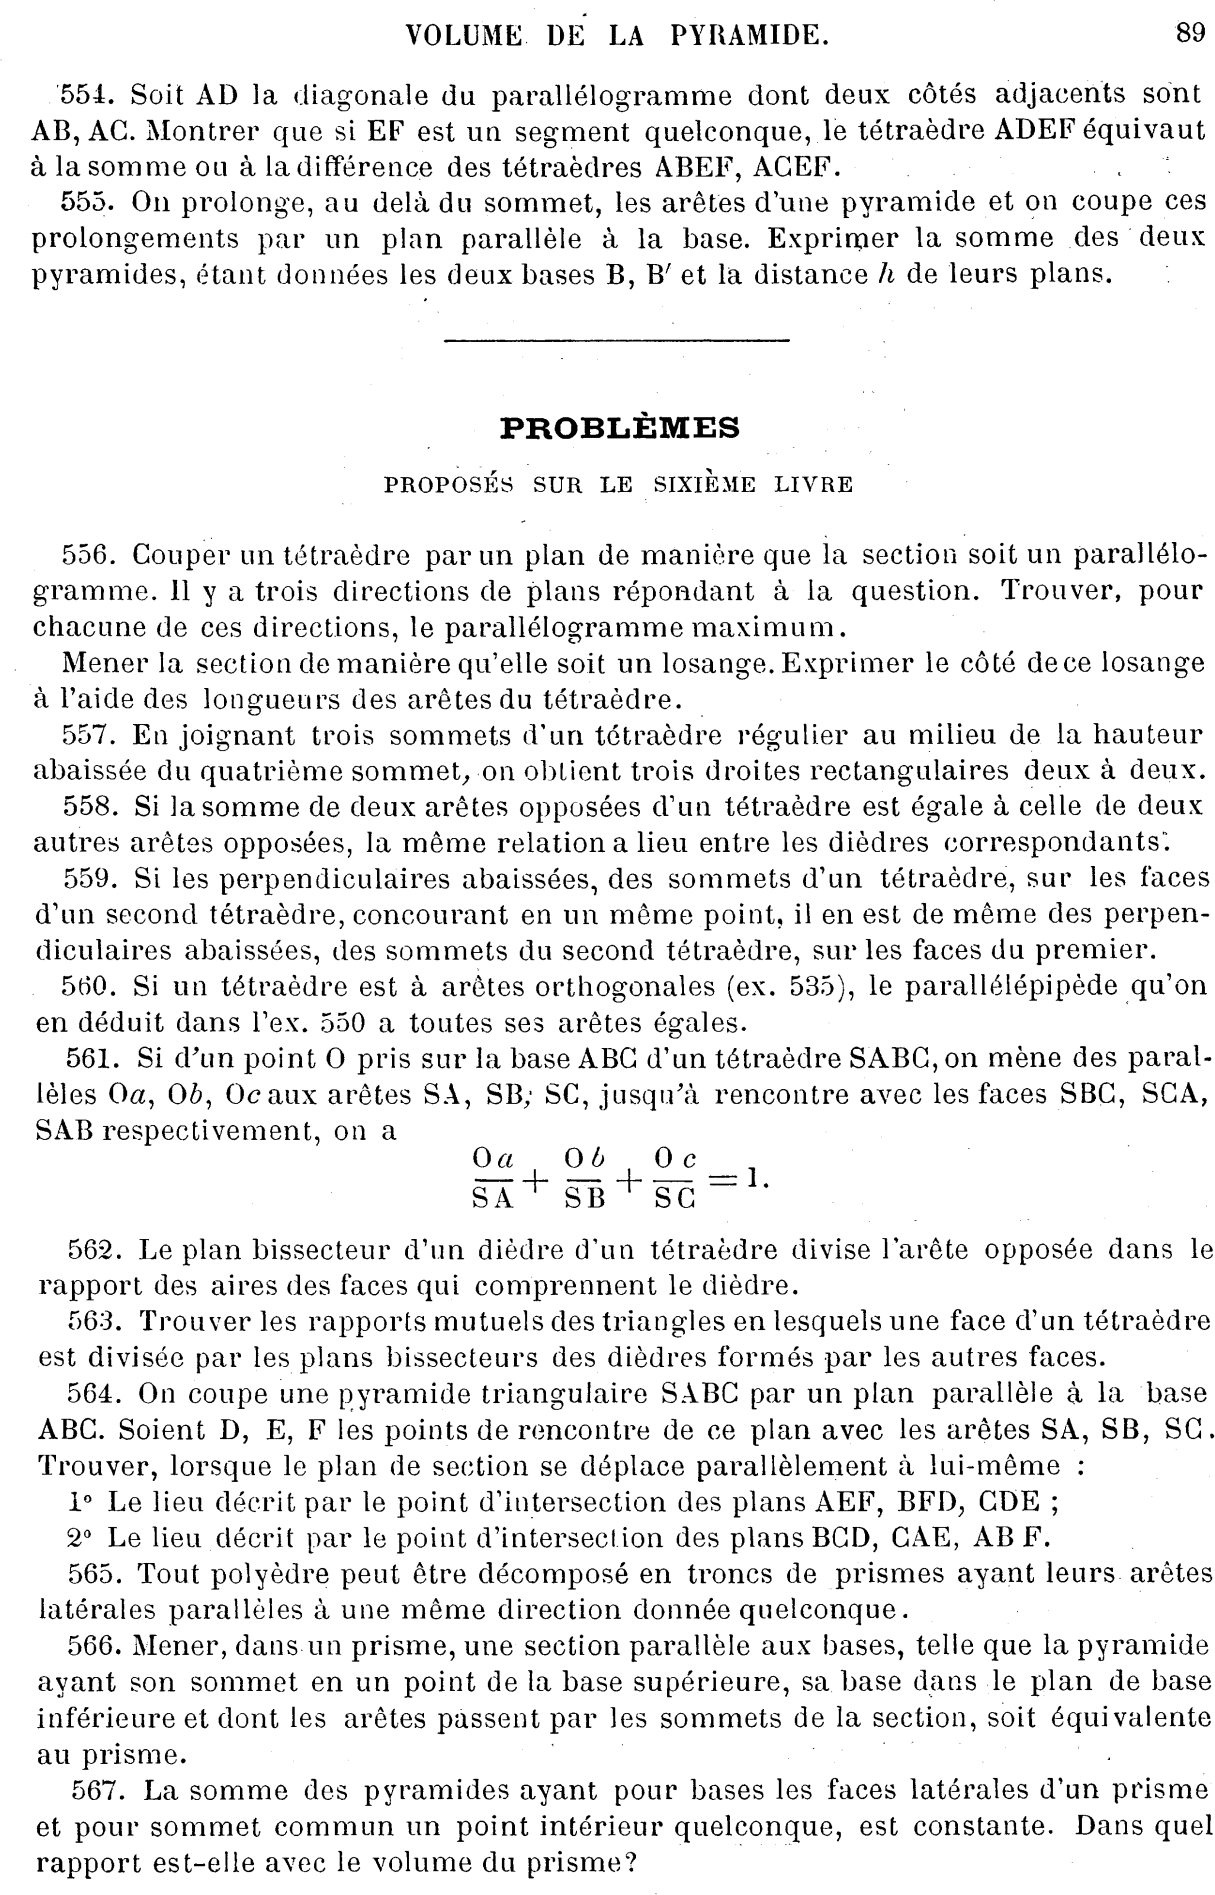 VOLUME DE LA PYRAMIDE. 89
554. Soit AD la diagonale du parallélogramme dont deux côtés adjacents sont
AB, AC. Montrer que si EF est un segment quelconque, le tétraèdre ADEF équivaut
à la somme ou à la différence des tétraèdres ABEF, ACEF.
555. On prolonge, au delà du sommet, les arêtes d'une pyramide et on coupe ces
prolongements par un plan parallèle à la base. Exprimer la somme des deux
pyramides, étant données les deux bases B, B′ et la distance h de leurs plans.
PROBLÈMES
PROPOSÉS SUR LE SIXIÈME LIVRE
556. Couper un tétraèdre par un plan de manière que la section soit un parallélo-
gramme. Il y a trois directions de plans répondant à la question. Trouver, pour
chacune de ces directions, le parallélogramme maximum.
Mener la section de manière qu'elle soit un losange. Exprimer le côté de ce losange
à l'aide des longueurs des arêtes du tétraèdre.
557. En joignant trois sommets d'un tétraèdre régulier au milieu de la hauteur
abaissée du quatrième sommet, on obtient trois droites rectangulaires deux à deux.
558. Si la somme de deux arêtes opposées d'un tétraèdre est égale à celle de deux
autres arêtes opposées, la même relation a lieu entre les dièdres correspondants.
559. Si les perpendiculaires abaissées, des sommets d'un tétraèdre, sur les faces
d'un second tétraèdre, concourant en un même point, il en est de même des perpen-
diculaires abaissées, des sommets du second tétraèdre, sur les faces du premier.
560. Si un tétraèdre est à arêtes orthogonales (ex. 535), le parallélépipède qu'on
en déduit dans l'ex. 550 a toutes ses arêtes égales.
561. Si d'un point O pris sur la base ABC d'un tétraèdre SABC, on mène des paral-
lèles Oa, Ob, Oc aux arêtes SA, SB; SC, jusqu'à rencontre avec les faces SBC, SCA,
SAB respectivement, on a
Oa/SA + Ob/SB + Oc/SC = 1.
562. Le plan bissecteur d'un dièdre d'un tétraèdre divise l'arête opposée dans le
rapport des aires des faces qui comprennent le dièdre.
563. Trouver les rapports mutuels des triangles en lesquels une face d'un tétraèdre
est divisée par les plans bissecteurs des dièdres formés par les autres faces.
564. On coupe une pyramide triangulaire SABC par un plan parallèle à la base
ABC. Soient D, E, F les points de rencontre de ce plan avec les arêtes SA, SB, SC.
Trouver, lorsque le plan de section se déplace parallèlement à lui-même :
1° Le lieu décrit par le point d'intersection des plans AEF, BFD, CDE ;
2° Le lieu décrit par le point d'intersection des plans BCD, CAE, ABF.
565. Tout polyèdre peut être décomposé en troncs de prismes ayant leurs arêtes
latérales parallèles à une même direction donnée quelconque.
566. Mener, dans un prisme, une section parallèle aux bases, telle que la pyramide
ayant son sommet en un point de la base supérieure, sa base dans le plan de base
inférieure et dont les arêtes passent par les sommets de la section, soit équivalente
au prisme.
567. La somme des pyramides ayant pour bases les faces latérales d'un prisme
et pour sommet commun un point intérieur quelconque, est constante. Dans quel
rapport est-elle avec le volume du prisme?